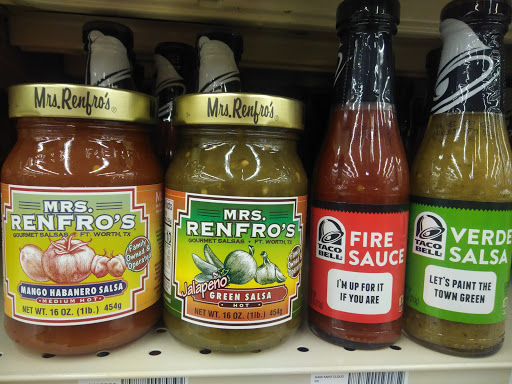 Mrs. Renfro's®
MRS.
RENFRO'S
GOURMET SALSAS • FT. WORTH, TX
Family
Owned &
Operated
MANGO HABANERO SALSA
MEDIUM HOT
NET WT. 16 OZ. (1lb.) 454g
Mrs. Renfro's®
MRS.
RENFRO'S
GOURMET SALSAS • FT. WORTH, TX
Jalapeño
GREEN SALSA
HOT
NET WT. 16 OZ. (1lb.) 454g
TACO
BELL
FIRE
SAUCE
I'M UP FOR IT
IF YOU ARE
TACO
BELL
VERDE
SALSA
LET'S PAINT THE
TOWN GREEN